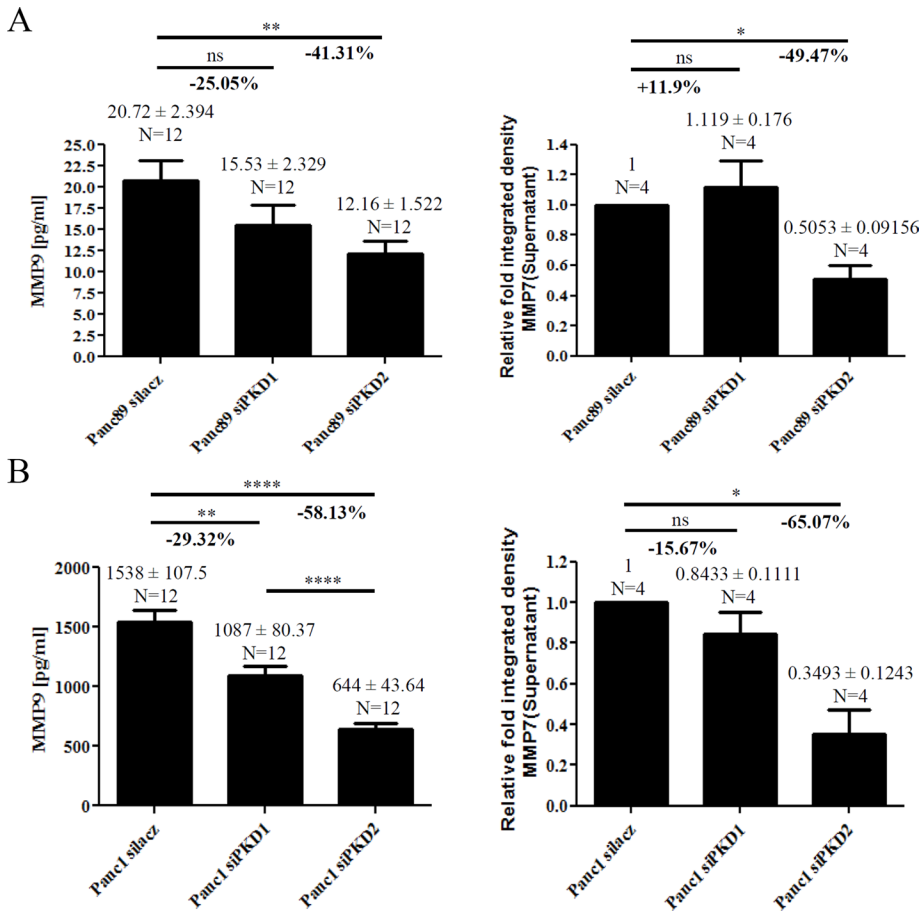 A
**
-41.31%
ns
-25.05%
20.72 ± 2.394
N=12
15.53 ± 2.329
N=12
12.16 ± 1.522
N=12
MMP9 [pg/ml]
25.0
22.5
20.0
17.5
15.0
12.5
10.0
7.5
5.0
2.5
0.0
Panc89 silacz
Panc89 siPKD1
Panc89 siPKD2
*
-49.47%
ns
+11.9%
1.119 ± 0.176
N=4
1
N=4
0.5053 ± 0.09156
N=4
Relative fold integrated density
MMP7(Supernatant)
1.4
1.2
1.0
0.8
0.6
0.4
0.2
0.0
Panc89 silacz
Panc89 siPKD1
Panc89 siPKD2
B
****
-58.13%
**
-29.32%
****
1538 ± 107.5
N=12
1087 ± 80.37
N=12
644 ± 43.64
N=12
MMP9 [pg/ml]
2000
1500
1000
500
0
Panc1 silacz
Panc1 siPKD1
Panc1 siPKD2
*
-65.07%
ns
-15.67%
1
N=4
0.8433 ± 0.1111
N=4
0.3493 ± 0.1243
N=4
Relative fold integrated density
MMP7(Supernatant)
1.2
1.0
0.8
0.6
0.4
0.2
0.0
Panc1 silacz
Panc1 siPKD1
Panc1 siPKD2